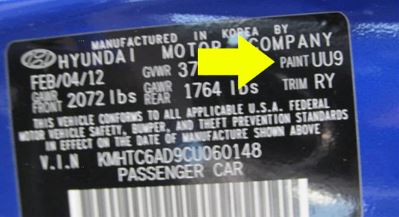 MANUFACTURED IN KOREA BY
HYUNDAI MOTOR COMPANY
FEB/04/12 GVWR 37 PAINT UU9
GAWR FRONT 2072 lbs GAWR REAR 1764 lbs TRIM RY
THIS VEHICLE CONFORMS TO ALL APPLICABLE U.S.A. FEDERAL
MOTOR VEHICLE SAFETY, BUMPER, AND THEFT PREVENTION
STANDARDS IN EFFECT ON THE DATE OF
MANUFACTURE SHOWN ABOVE.
V.I.N KMHTC6AD9CU060148
PASSENGER CAR